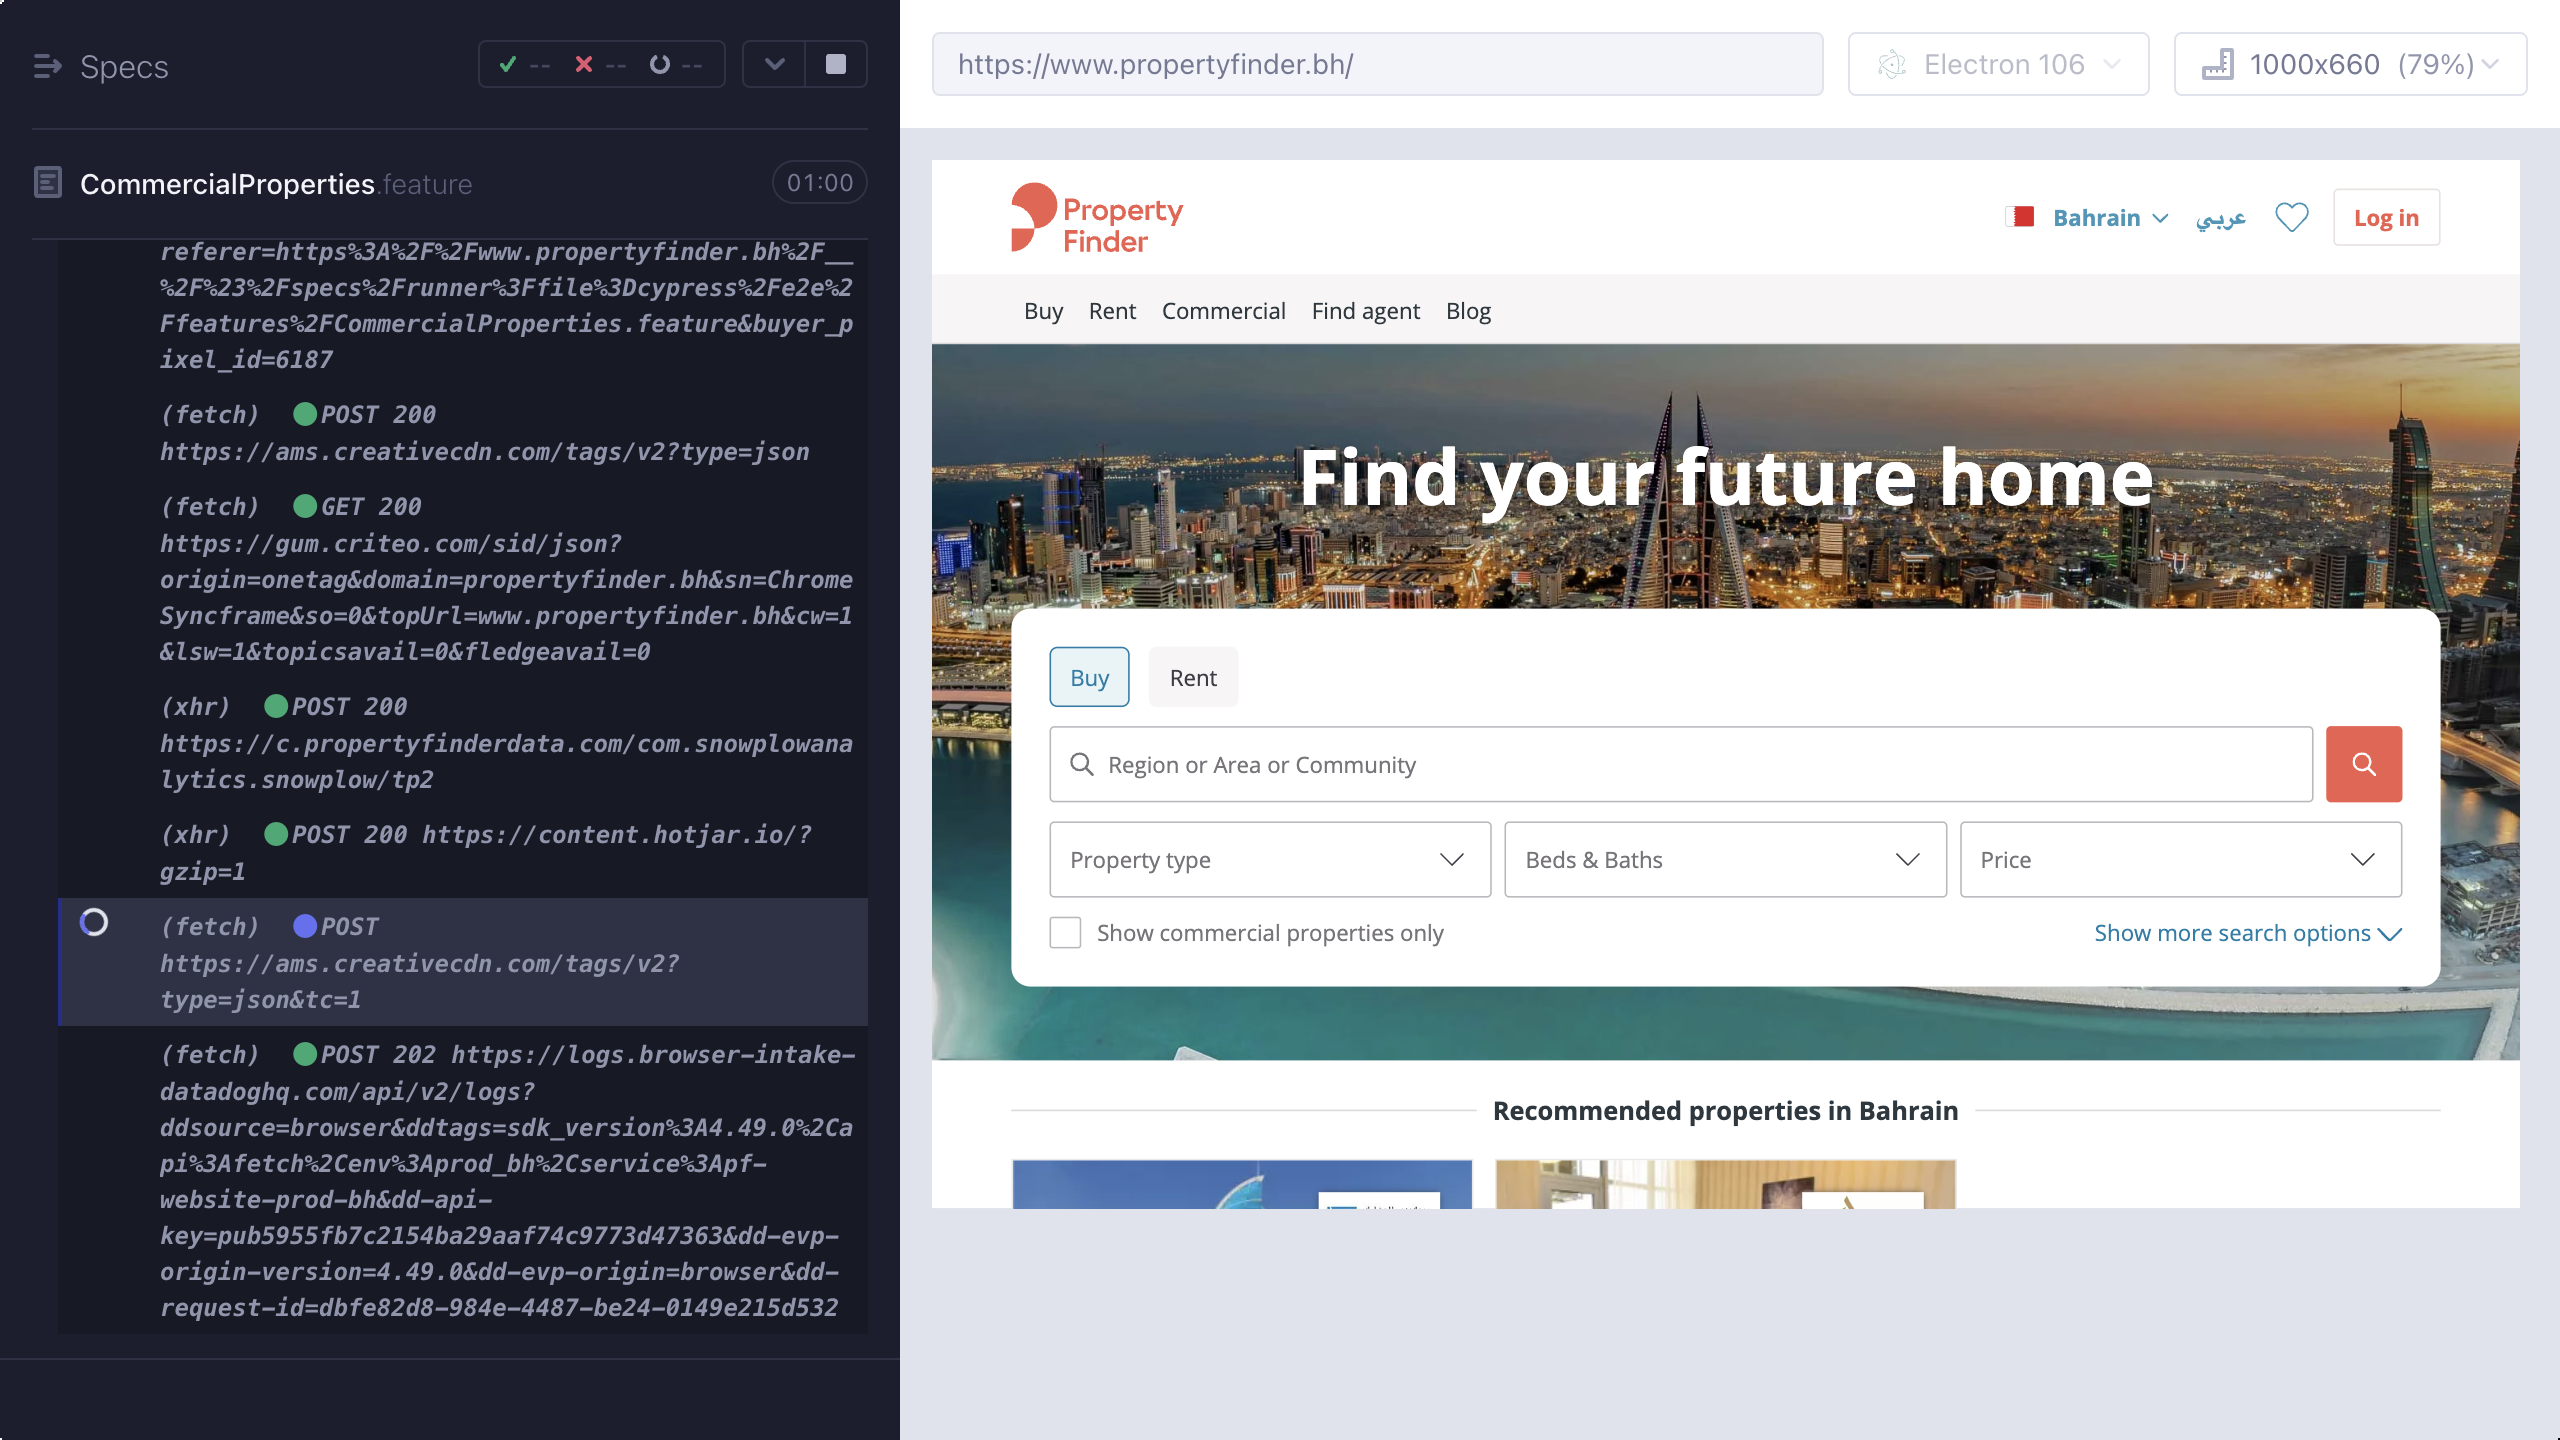 Specs
--
--
--
CommercialProperties.feature
01:00
referer=https%3A%2F%2Fwww.propertyfinder.bh%2F__
%2F%23%2Fspecs%2Frunner%3Ffile%3Dcypress%2Fe2e%2
Ffeatures%2FCommercialProperties.feature&buyer_p
ixel_id=6187
(fetch) POST 200
https://ams.creativecdn.com/tags/v2?type=json
(fetch) GET 200
https://gum.criteo.com/sid/json?
origin=onetag&domain=propertyfinder.bh&sn=Chrome
Syncframe&so=0&topUrl=www.propertyfinder.bh&cw=1
&lsw=1&topicsavail=0&fledgeavail=0
(xhr) POST 200
https://c.propertyfinderdata.com/com.snowplowana
lytics.snowplow/tp2
(xhr) POST 200 https://content.hotjar.io/?
gzip=1
(fetch) POST
https://ams.creativecdn.com/tags/v2?
type=json&tc=1
(fetch) POST 202 https://logs.browser-intake-
datadoghq.com/api/v2/logs?
ddsource=browser&ddtags=sdk_version%3A4.49.0%2Ca
pi%3Afetch%2Cenv%3Aprod_bh%2Cservice%3Apf-
website-prod-bh&dd-api-
key=pub5955fb7c2154ba29aaf74c9773d47363&dd-evp-
origin-version=4.49.0&dd-evp-origin=browser&dd-
request-id=dbfe82d8-984e-4487-be24-0149e215d532
https://www.propertyfinder.bh/
Electron 106
1000x660 (79%)
Property
Finder
Bahrain
عربي
Log in
Buy
Rent
Commercial
Find agent
Blog
Find your future home
Buy
Rent
Region or Area or Community
Property type
Beds & Baths
Price
Show commercial properties only
Show more search options
Recommended properties in Bahrain